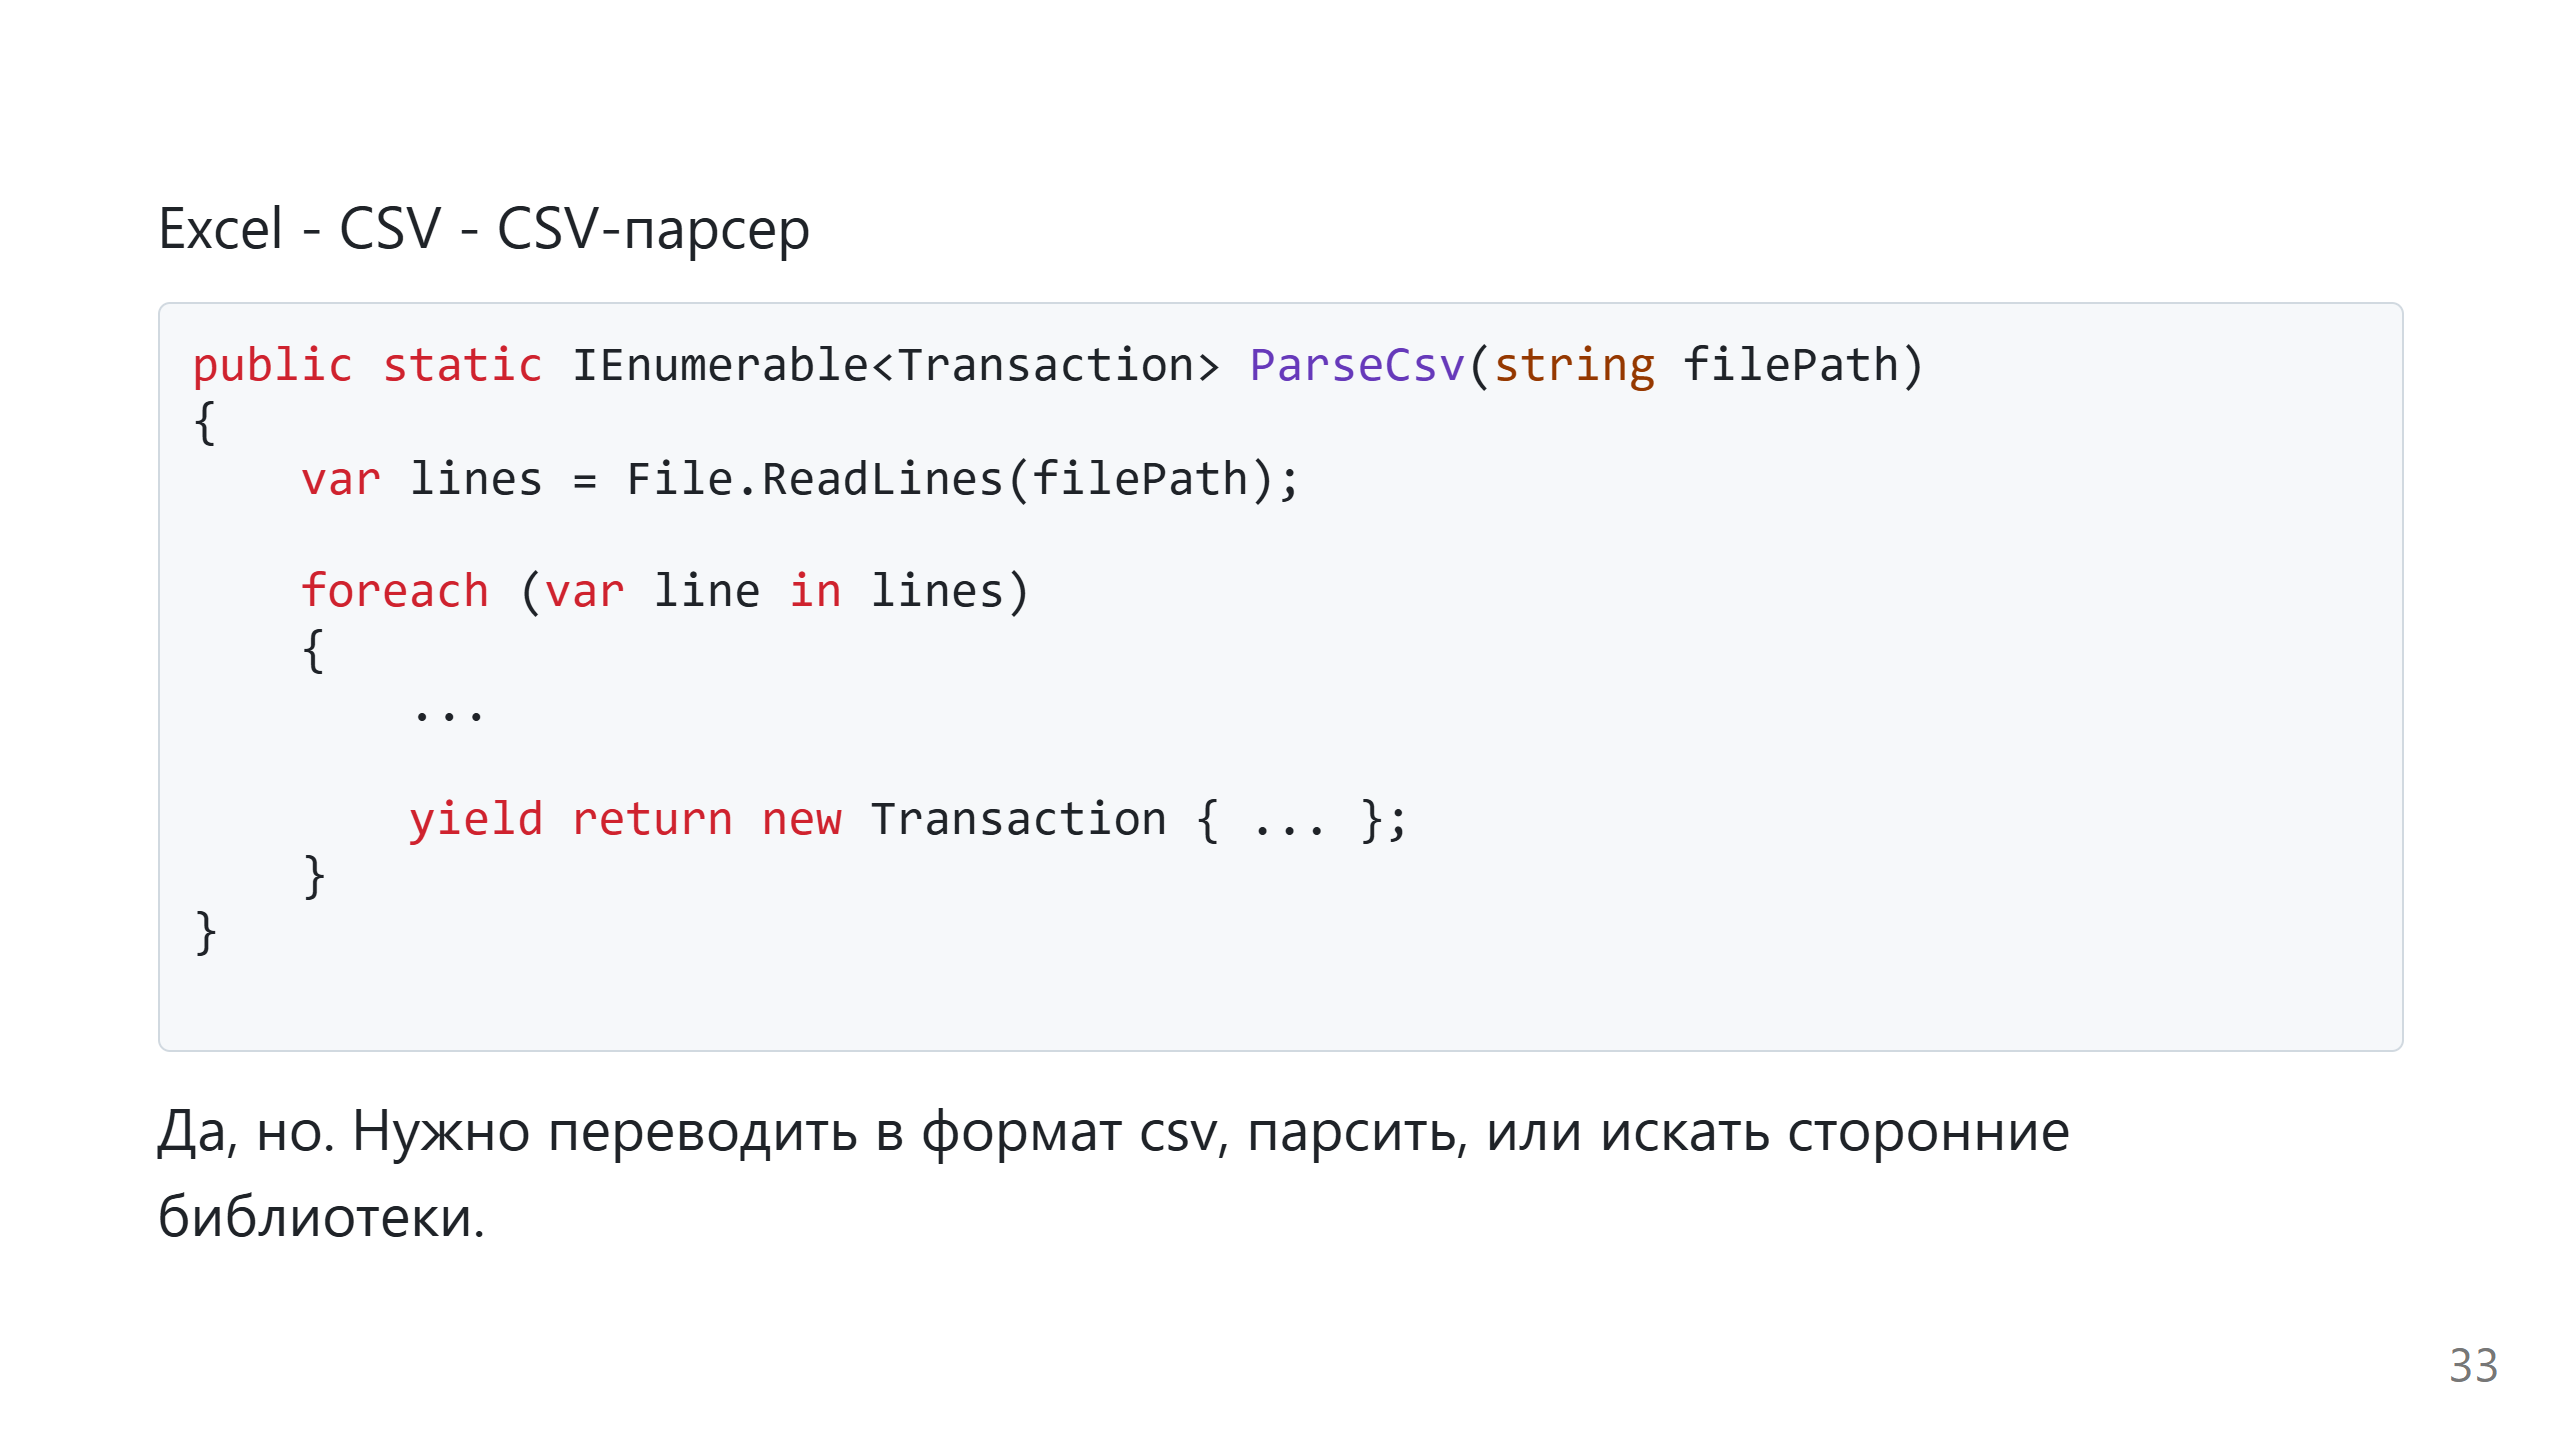 Excel - CSV - CSV-парсер
public static IEnumerable<Transaction> ParseCsv(string filePath)
{
    var lines = File.ReadLines(filePath);
    foreach (var line in lines)
    {
        ...
        yield return new Transaction { ... };
    }
}
Да, но. Нужно переводить в формат csv, парсить, или искать сторонние
библиотеки.
33